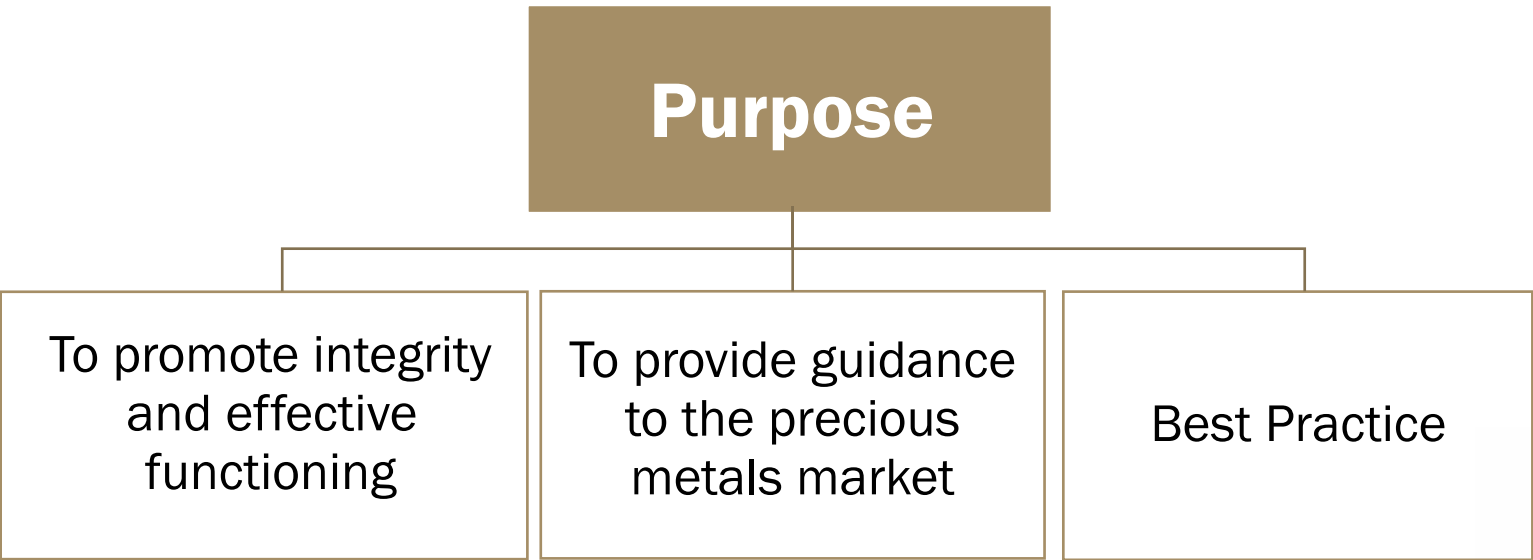 Purpose
To promote integrity
and effective
functioning
To provide guidance
to the precious
metals market
Best Practice